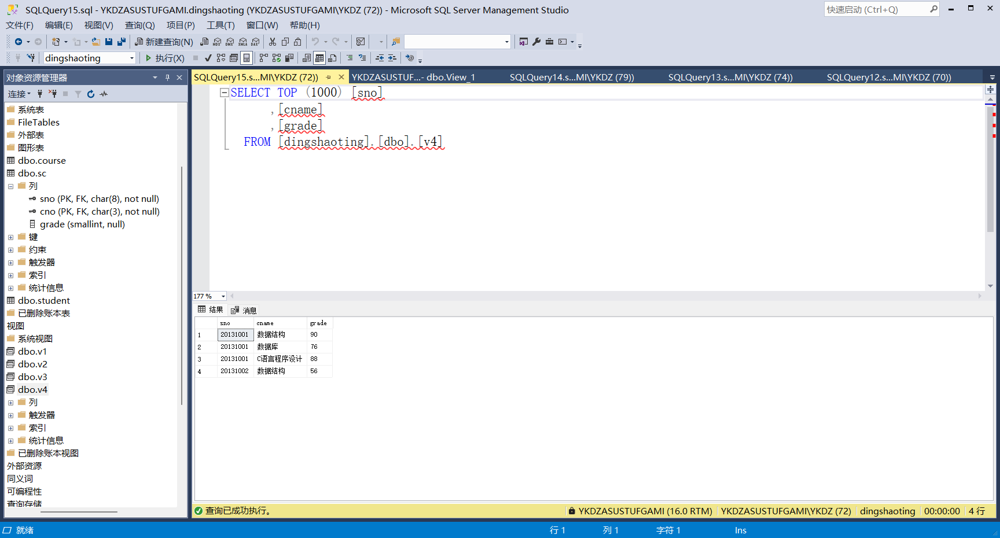 SQLQuery15.sql - YKDZASUSTUFGAMI.dingshaoting (YKDZASUSTUFGAMI\YKDZ (72)) - Microsoft SQL Server Management Studio
快速启动 (Ctrl+Q)
文件(F) 编辑(E) 视图(V) 查询(Q) 项目(P) 工具(T) 窗口(W) 帮助(H)
新建查询(N) MDX DMX XMLA DAX
dingshaoting 执行(X)
对象资源管理器
连接
系统表
FileTables
外部表
图形表
dbo.course
dbo.sc
列
sno (PK, FK, char(8), not null)
cno (PK, FK, char(3), not null)
grade (smallint, null)
键
约束
触发器
索引
统计信息
dbo.student
已删除账本表
视图
系统视图
dbo.v1
dbo.v2
dbo.v3
dbo.v4
列
触发器
索引
统计信息
已删除账本视图
外部资源
同义词
可编程性
查询存储
SQLQuery15.s...MI\YKDZ (72)) YKDZASUSTUF...- dbo.View_1 SQLQuery14.s...MI\YKDZ (79)) SQLQuery13.s...MI\YKDZ (74)) SQLQuery12.s...MI\YKDZ (70))
SELECT TOP (1000) [sno]
,[cname]
,[grade]
FROM [dingshaoting].[dbo].[v4]
177 %
结果 消息
sno cname grade
1 20131001 数据结构 90
2 20131001 数据库 76
3 20131001 C语言程序设计 88
4 20131002 数据结构 56
查询已成功执行。 YKDZASUSTUFGAMI (16.0 RTM) YKDZASUSTUFGAMI\YKDZ (72) dingshaoting 00:00:00 4 行
就绪 行 1 列 1 字符 1 Ins